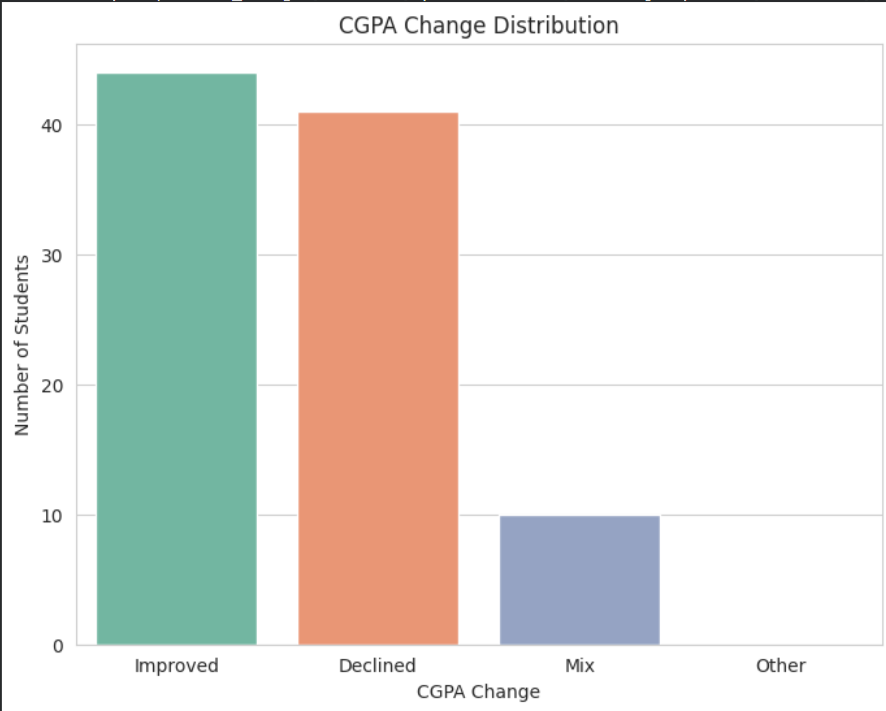 CGPA Change Distribution
Number of Students
40
30
20
10
0
Improved Declined Mix Other
CGPA Change